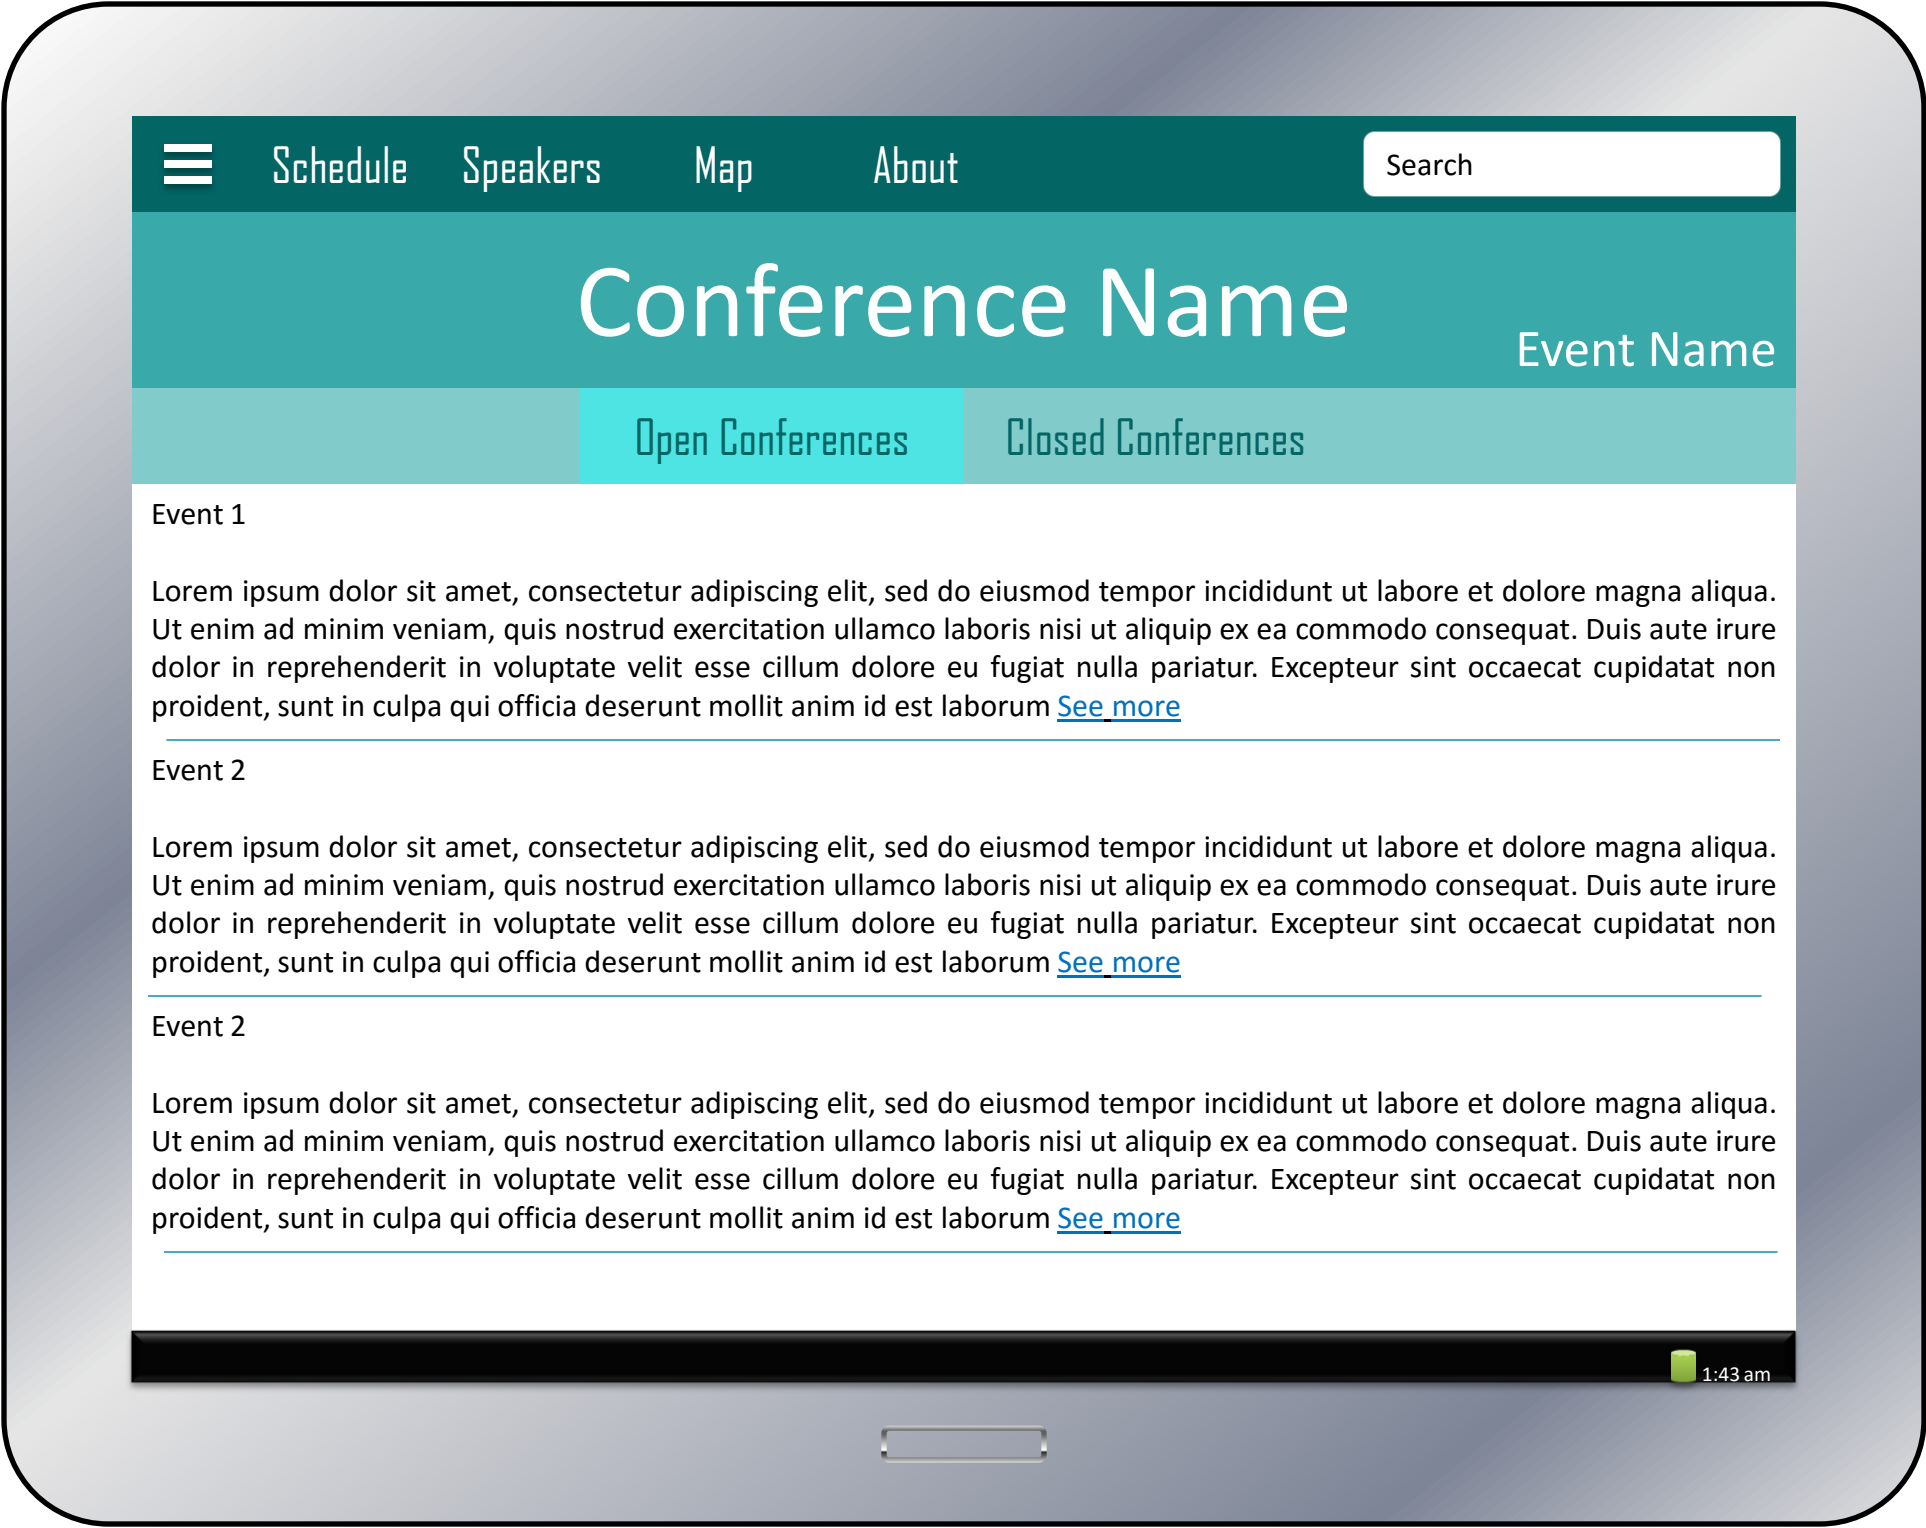 Schedule Speakers Map About Search
Conference Name
Event Name
Open Conferences Closed Conferences
Event 1
Lorem ipsum dolor sit amet, consectetur adipiscing elit, sed do eiusmod tempor incididunt ut labore et dolore magna aliqua.
Ut enim ad minim veniam, quis nostrud exercitation ullamco laboris nisi ut aliquip ex ea commodo consequat. Duis aute irure
dolor in reprehenderit in voluptate velit esse cillum dolore eu fugiat nulla pariatur. Excepteur sint occaecat cupidatat non
proident, sunt in culpa qui officia deserunt mollit anim id est laborum See more
Event 2
Lorem ipsum dolor sit amet, consectetur adipiscing elit, sed do eiusmod tempor incididunt ut labore et dolore magna aliqua.
Ut enim ad minim veniam, quis nostrud exercitation ullamco laboris nisi ut aliquip ex ea commodo consequat. Duis aute irure
dolor in reprehenderit in voluptate velit esse cillum dolore eu fugiat nulla pariatur. Excepteur sint occaecat cupidatat non
proident, sunt in culpa qui officia deserunt mollit anim id est laborum See more
Event 2
Lorem ipsum dolor sit amet, consectetur adipiscing elit, sed do eiusmod tempor incididunt ut labore et dolore magna aliqua.
Ut enim ad minim veniam, quis nostrud exercitation ullamco laboris nisi ut aliquip ex ea commodo consequat. Duis aute irure
dolor in reprehenderit in voluptate velit esse cillum dolore eu fugiat nulla pariatur. Excepteur sint occaecat cupidatat non
proident, sunt in culpa qui officia deserunt mollit anim id est laborum See more
1:43 am